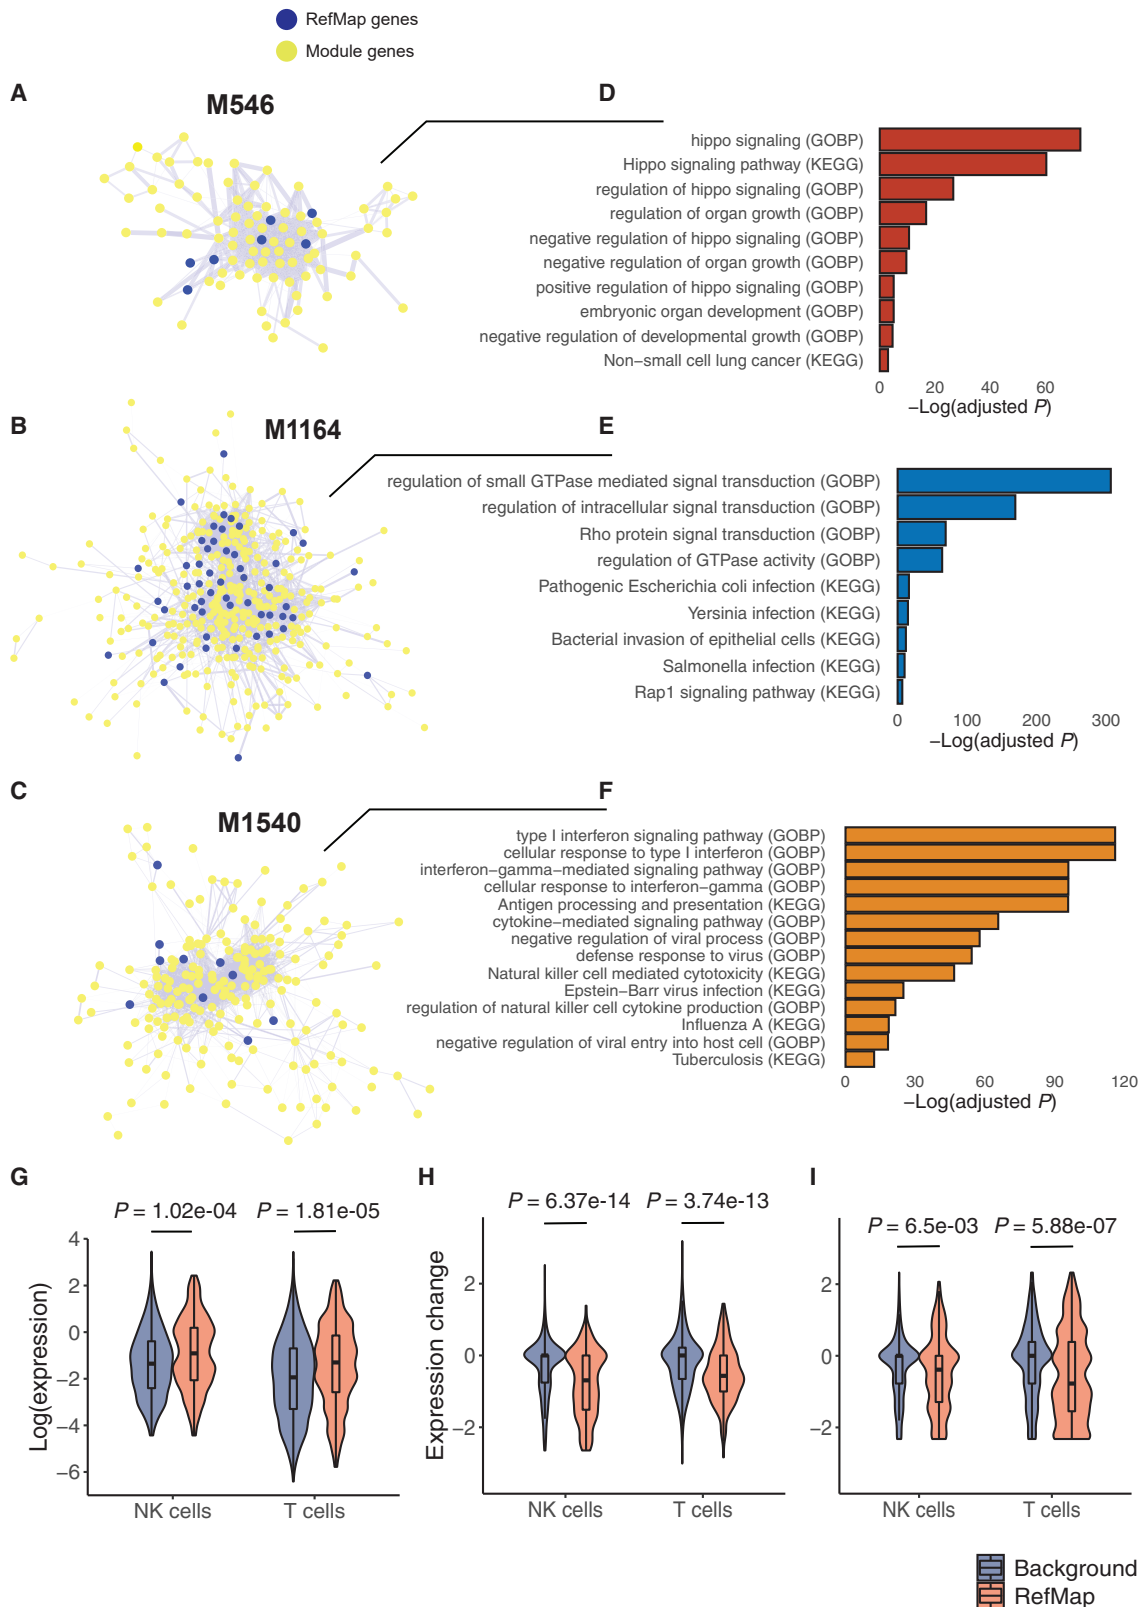 RefMap genes
Module genes
A
M546
D
hippo signaling (GOBP)
Hippo signaling pathway (KEGG)
regulation of hippo signaling (GOBP)
regulation of organ growth (GOBP)
negative regulation of hippo signaling (GOBP)
negative regulation of organ growth (GOBP)
positive regulation of hippo signaling (GOBP)
embryonic organ development (GOBP)
negative regulation of developmental growth (GOBP)
Non−small cell lung cancer (KEGG)
0 20 40 60
−Log(adjusted P)
B
M1164
E
regulation of small GTPase mediated signal transduction (GOBP)
regulation of intracellular signal transduction (GOBP)
Rho protein signal transduction (GOBP)
regulation of GTPase activity (GOBP)
Pathogenic Escherichia coli infection (KEGG)
Yersinia infection (KEGG)
Bacterial invasion of epithelial cells (KEGG)
Salmonella infection (KEGG)
Rap1 signaling pathway (KEGG)
0 100 200 300
−Log(adjusted P)
C
M1540
F
type I interferon signaling pathway (GOBP)
cellular response to type I interferon (GOBP)
interferon−gamma−mediated signaling pathway (GOBP)
cellular response to interferon−gamma (GOBP)
Antigen processing and presentation (KEGG)
cytokine−mediated signaling pathway (GOBP)
negative regulation of viral process (GOBP)
defense response to virus (GOBP)
Natural killer cell mediated cytotoxicity (KEGG)
Epstein−Barr virus infection (KEGG)
regulation of natural killer cell cytokine production (GOBP)
Influenza A (KEGG)
negative regulation of viral entry into host cell (GOBP)
Tuberculosis (KEGG)
0 30 60 90 120
−Log(adjusted P)
G
P = 1.02e-04 P = 1.81e-05
Log(expression)
4
2
0
−2
−4
−6
NK cells T cells
H
P = 6.37e-14 P = 3.74e-13
Expression change
2
0
−2
NK cells T cells
I
P = 6.5e-03 P = 5.88e-07
2
0
−2
NK cells T cells
Background
RefMap